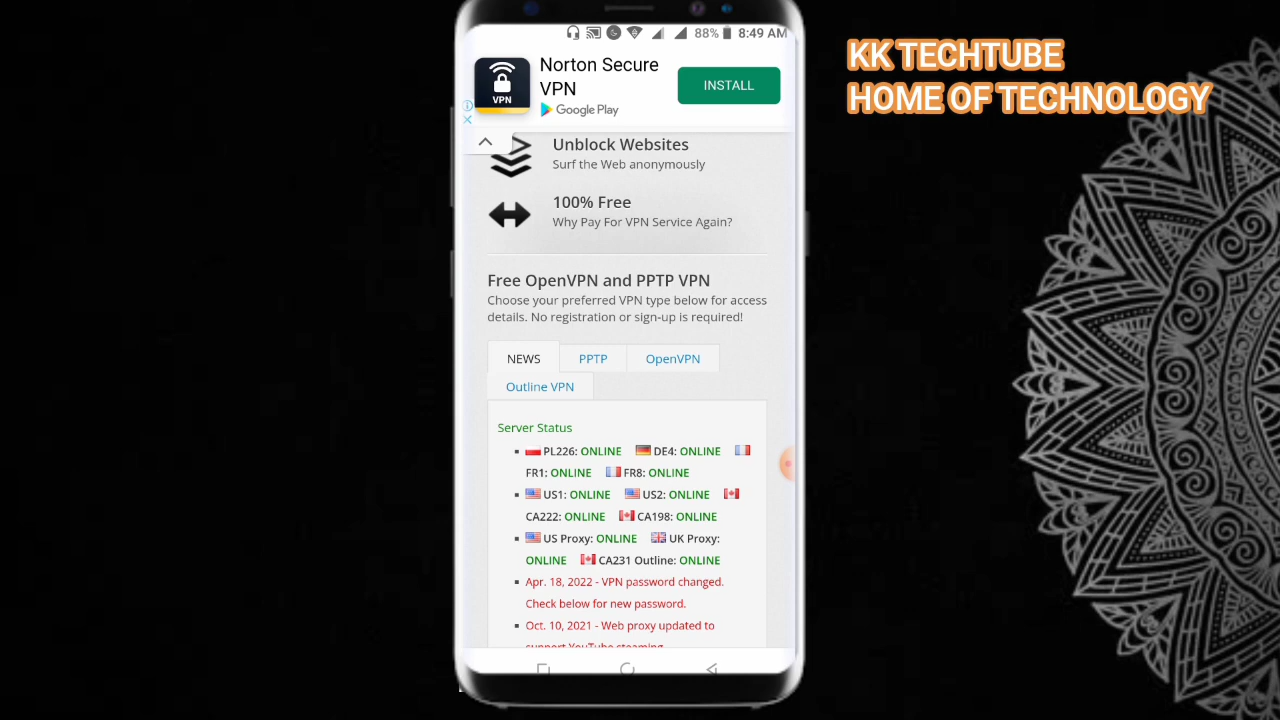 KK TECHTUBE
HOME OF TECHNOLOGY
88% 8:49 AM
Norton Secure
VPN
VPN
Google Play
INSTALL
Unblock Websites
Surf the Web anonymously
100% Free
Why Pay For VPN Service Again?
Free OpenVPN and PPTP VPN
Choose your preferred VPN type below for access
details. No registration or sign-up is required!
NEWS PPTP OpenVPN
Outline VPN
Server Status
PL226: ONLINE DE4: ONLINE
FR1: ONLINE FR8: ONLINE
US1: ONLINE US2: ONLINE
CA222: ONLINE CA198: ONLINE
US Proxy: ONLINE UK Proxy:
ONLINE CA231 Outline: ONLINE
Apr. 18, 2022 - VPN password changed.
Check below for new password.
Oct. 10, 2021 - Web proxy updated to
support YouTube steaming